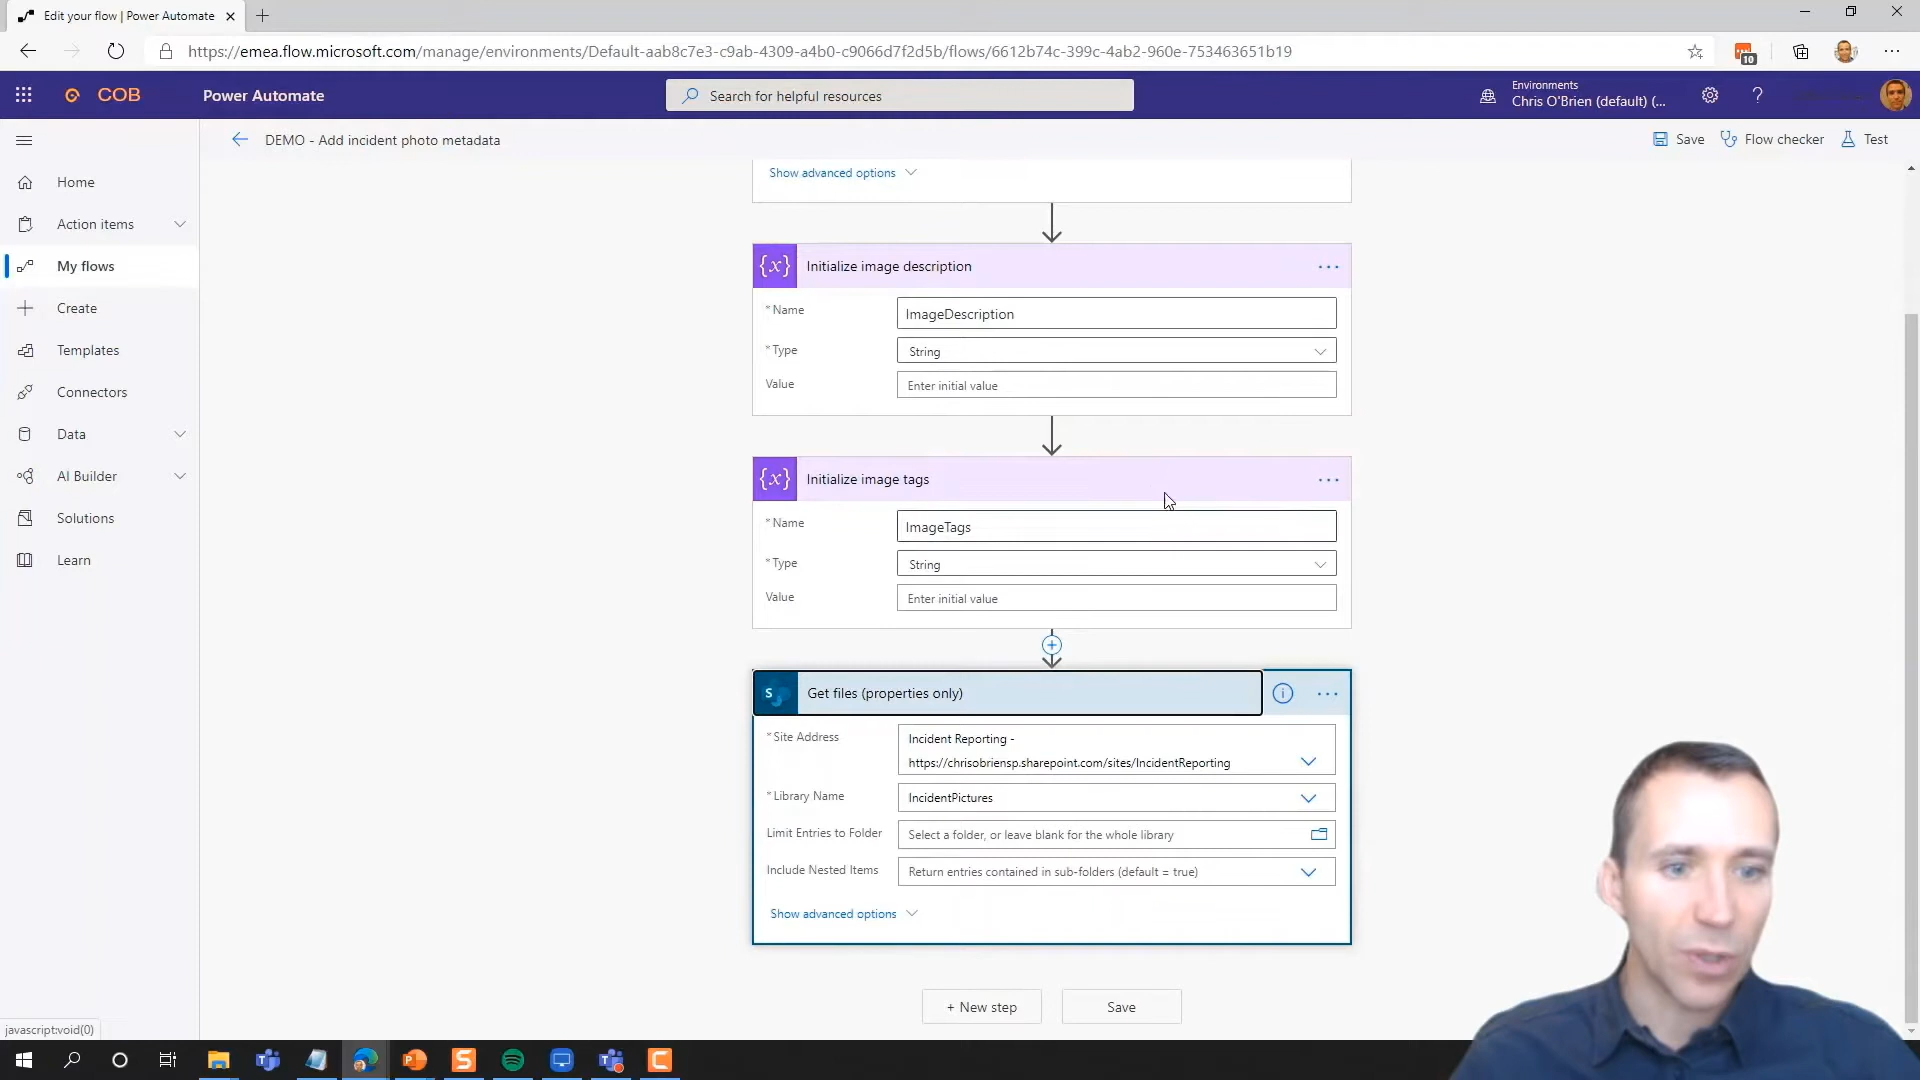 Edit your flow | Power Automate
https://emea.flow.microsoft.com/manage/environments/Default-aab8c7e3-c9ab-4309-a4b0-c9066d7f2d5b/flows/6612b74c-399c-4ab2-960e-753463651b19
10
COB
Power Automate
Search for helpful resources
Environments
Chris O'Brien (default) (...
?
DEMO - Add incident photo metadata
Save
Flow checker
Test
Home
Action items
My flows
Create
Templates
Connectors
Data
AI Builder
Solutions
Learn
Show advanced options
{x} Initialize image description
* Name
ImageDescription
* Type
String
Value
Enter initial value
{x} Initialize image tags
* Name
ImageTags
* Type
String
Value
Enter initial value
S Get files (properties only)
* Site Address
Incident Reporting -
https://chrisobriensp.sharepoint.com/sites/IncidentReporting
* Library Name
IncidentPictures
Limit Entries to Folder
Select a folder, or leave blank for the whole library
Include Nested Items
Return entries contained in sub-folders (default = true)
Show advanced options
+ New step
Save
javascript:void(0)